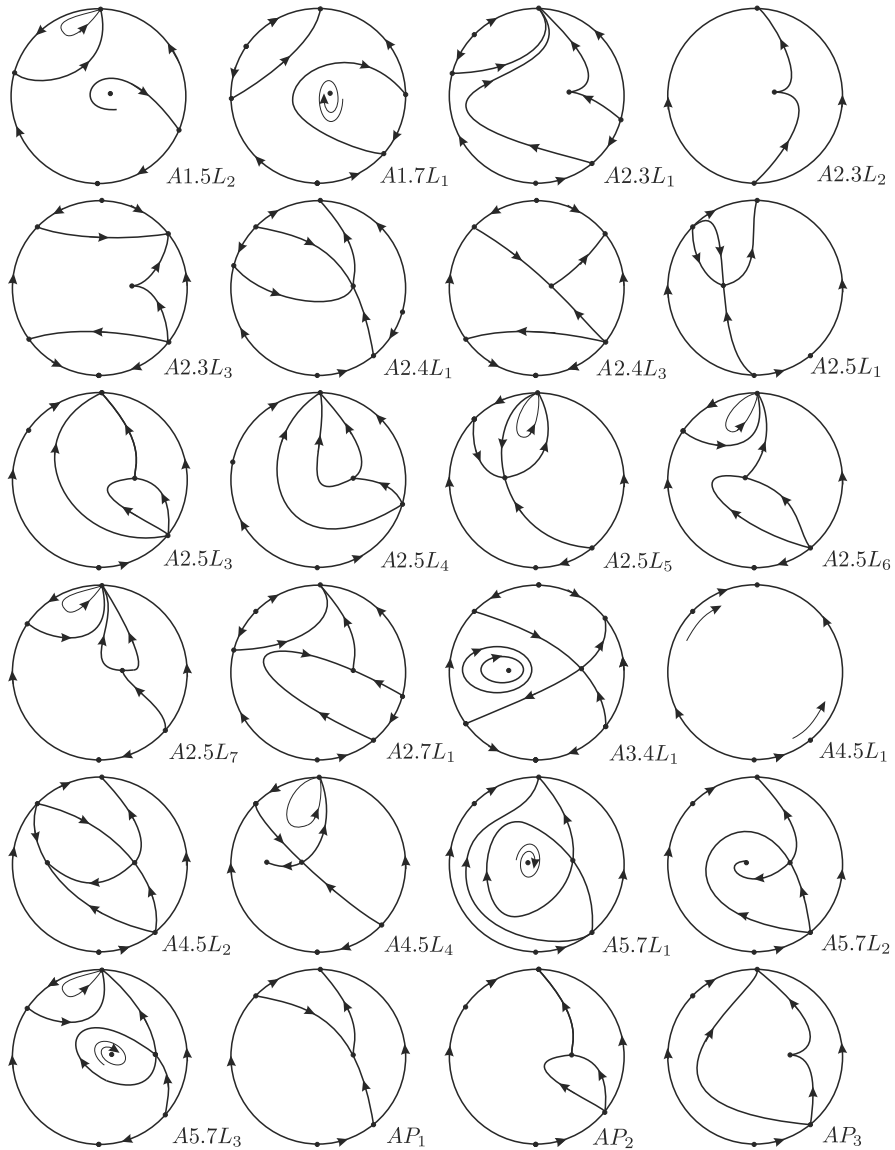 A1.5L₂ A1.7L₁ A2.3L₁ A2.3L₂
A2.3L₃ A2.4L₁ A2.4L₃ A2.5L₁
A2.5L₃ A2.5L₄ A2.5L₅ A2.5L₆
A2.5L₇ A2.7L₁ A3.4L₁ A4.5L₁
A4.5L₂ A4.5L₄ A5.7L₁ A5.7L₂
A5.7L₃ AP₁ AP₂ AP₃